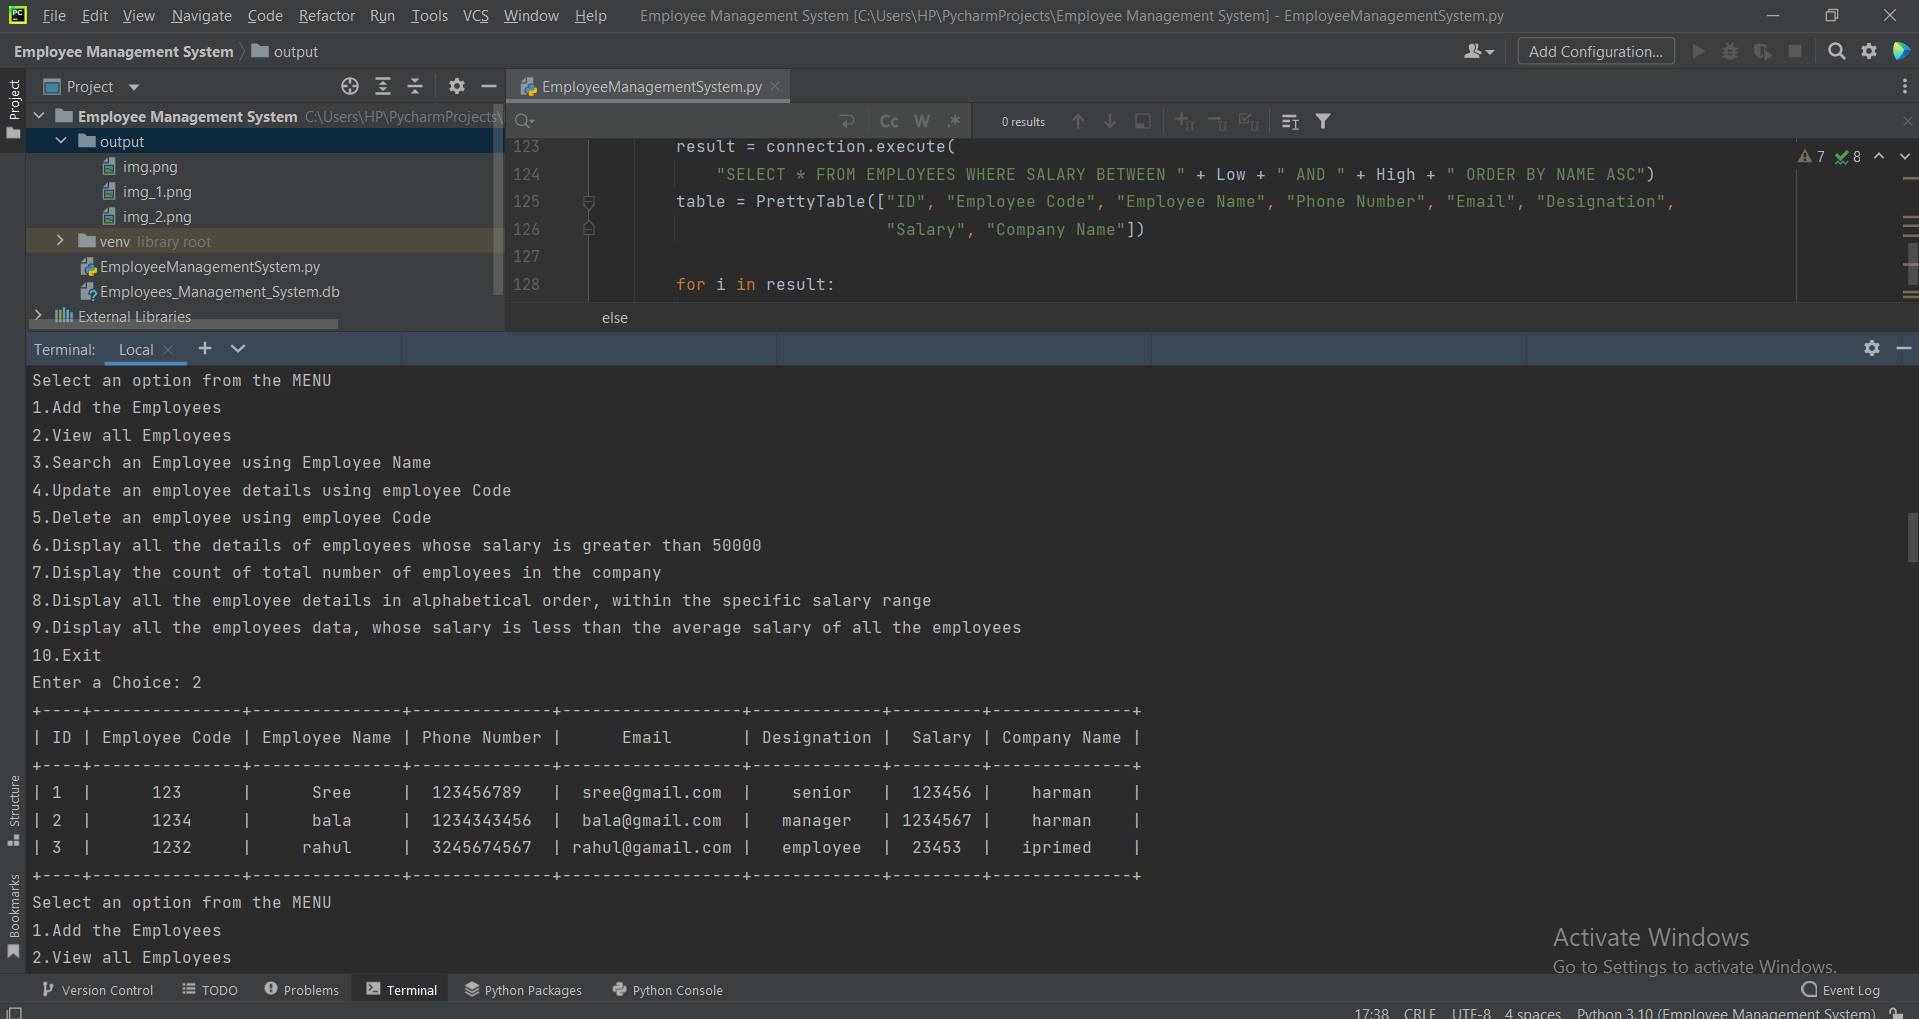 PC File Edit View Navigate Code Refactor Run Tools VCS Window Help Employee Management System [C:\Users\HP\PycharmProjects\Employee Management System] - EmployeeManagementSystem.py
Employee Management System output Add Configuration...
Project
Project
EmployeeManagementSystem.py
Employee Management System C:\Users\HP\PycharmProjects\
output
img.png
img_1.png
img_2.png
venv library root
EmployeeManagementSystem.py
Employees_Management_System.db
External Libraries
Cc W .* 0 results
7 8
123 result = connection.execute(
124 "SELECT * FROM EMPLOYEES WHERE SALARY BETWEEN " + Low + " AND " + High + " ORDER BY NAME ASC")
125 table = PrettyTable(["ID", "Employee Code", "Employee Name", "Phone Number", "Email", "Designation",
126 "Salary", "Company Name"])
127
128 for i in result:
else
Terminal: Local
Select an option from the MENU
1.Add the Employees
2.View all Employees
3.Search an Employee using Employee Name
4.Update an employee details using employee Code
5.Delete an employee using employee Code
6.Display all the details of employees whose salary is greater than 50000
7.Display the count of total number of employees in the company
8.Display all the employee details in alphabetical order, within the specific salary range
9.Display all the employees data, whose salary is less than the average salary of all the employees
10.Exit
Enter a Choice: 2
+----+---------------+---------------+--------------+------------------+-------------+---------+--------------+
| ID | Employee Code | Employee Name | Phone Number |      Email       | Designation |  Salary | Company Name |
+----+---------------+---------------+--------------+------------------+-------------+---------+--------------+
| 1  |      123      |      Sree     |  123456789   |  sree@gmail.com  |    senior   |  123456 |    harman    |
| 2  |      1234     |      bala     |  1234343456  |  bala@gmail.com  |   manager   | 1234567 |    harman    |
| 3  |      1232     |     rahul     |  3245674567  | rahul@gamail.com |   employee  |  23453  |   iprimed    |
+----+---------------+---------------+--------------+------------------+-------------+---------+--------------+
Select an option from the MENU
1.Add the Employees
2.View all Employees
Structure
Bookmarks
Activate Windows
Go to Settings to activate Windows.
Version Control TODO Problems Terminal Python Packages Python Console Event Log
17:38 CRLF UTF-8 4 spaces Python 3.10 (Employee Management System)